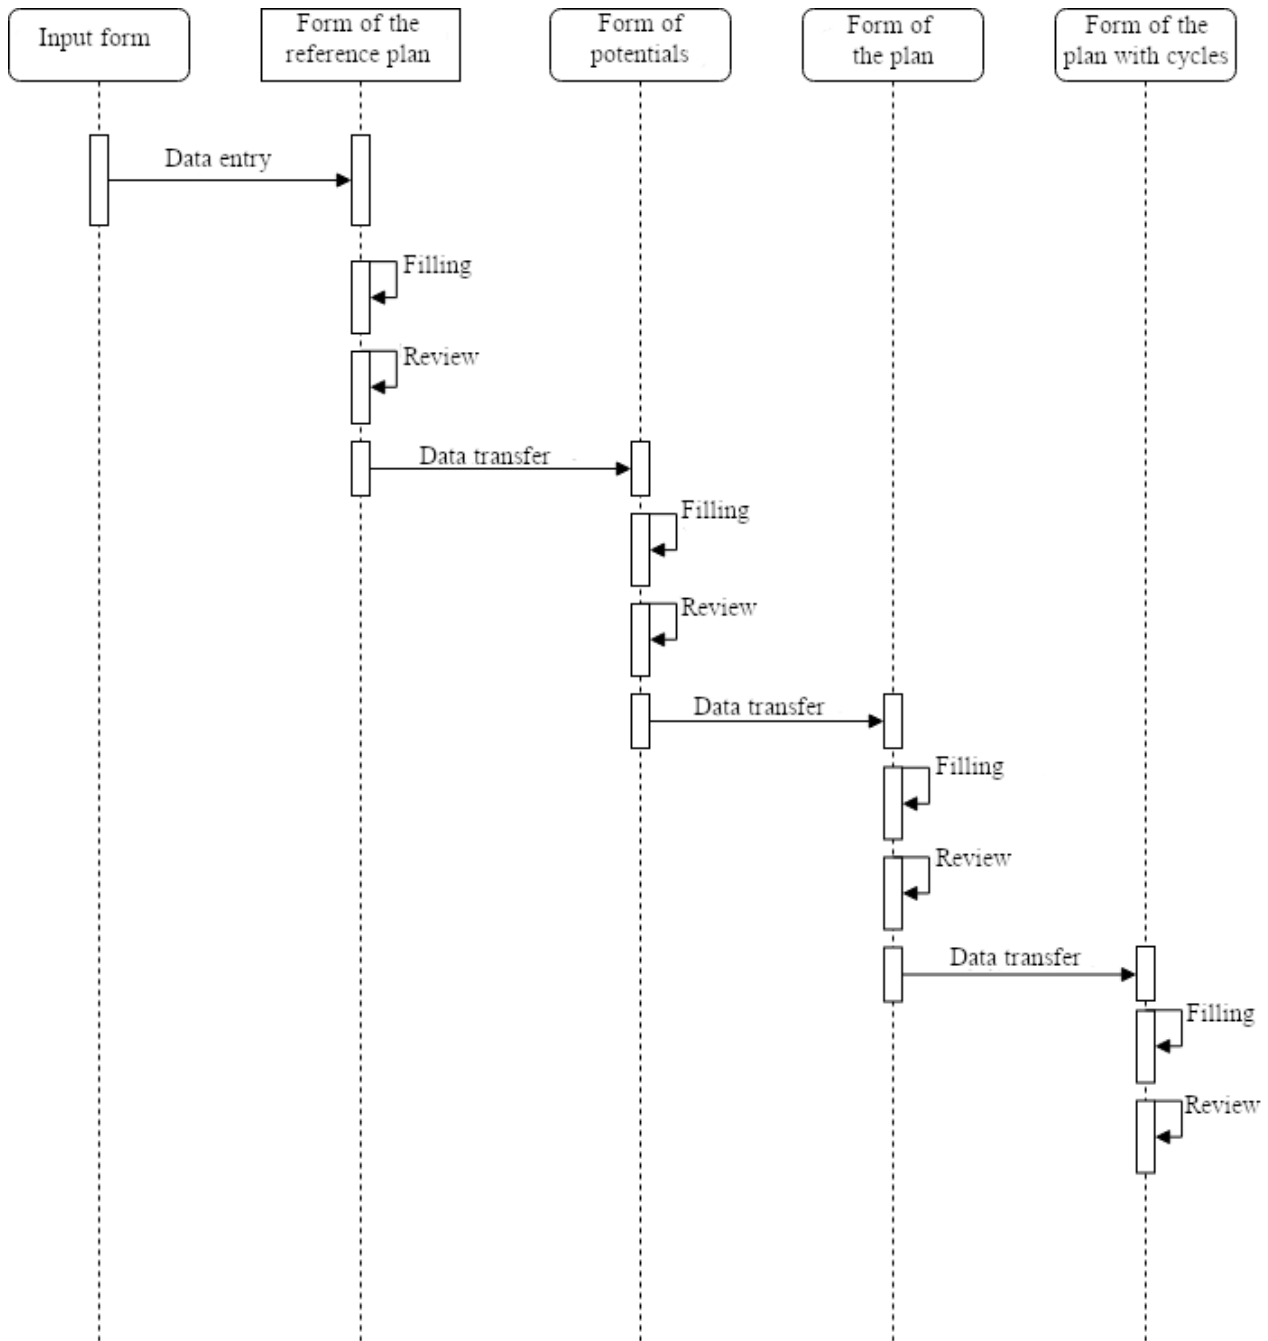 Input form
Form of the
reference plan
Form of
potentials
Form of
the plan
Form of the
plan with cycles
Data entry
Filling
Review
Data transfer
Filling
Review
Data transfer
Filling
Review
Data transfer
Filling
Review